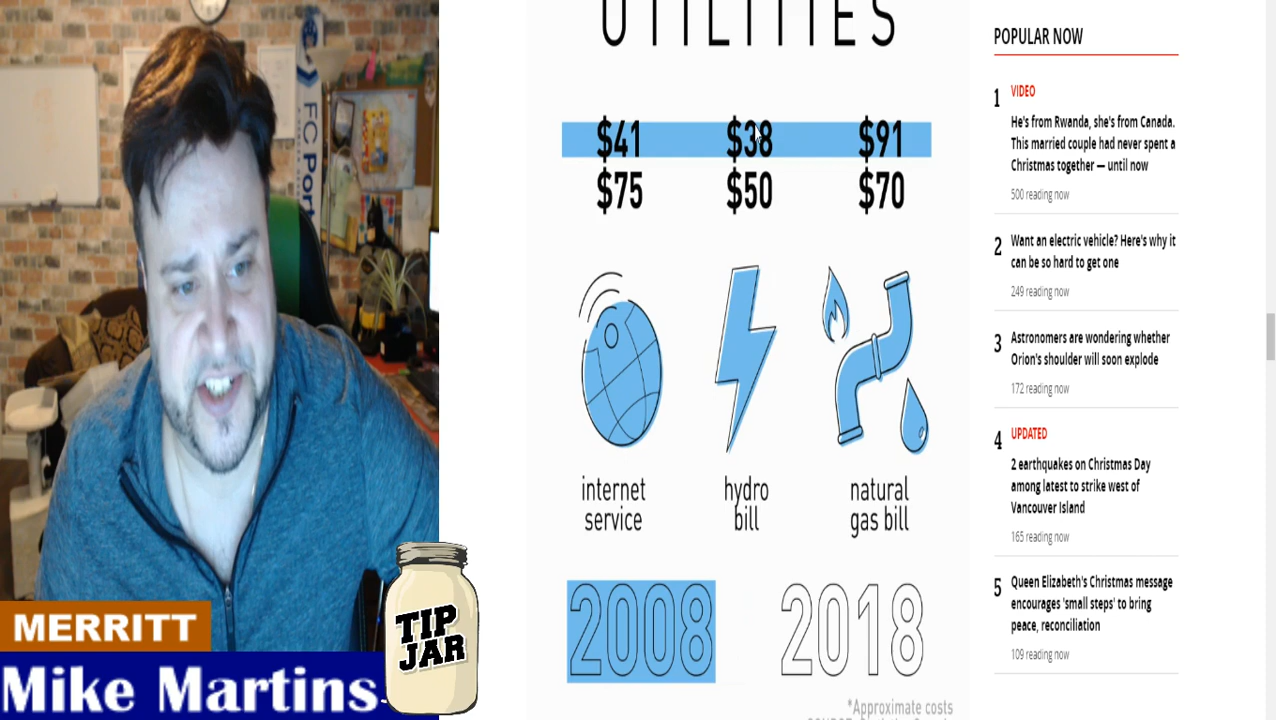 FC Port
MERRITT
Mike Martins
TIP
JAR
UTILITIES
$41 $38 $91
$75 $50 $70
internet
service
hydro
bill
natural
gas bill
2008 2018
*Approximate costs
POPULAR NOW
1 VIDEO
He's from Rwanda, she's from Canada.
This married couple had never spent a
Christmas together — until now
500 reading now
2 Want an electric vehicle? Here's why it
can be so hard to get one
249 reading now
3 Astronomers are wondering whether
Orion's shoulder will soon explode
172 reading now
4 UPDATED
2 earthquakes on Christmas Day
among latest to strike west of
Vancouver Island
165 reading now
5 Queen Elizabeth's Christmas message
encourages 'small steps' to bring
peace, reconciliation
109 reading now